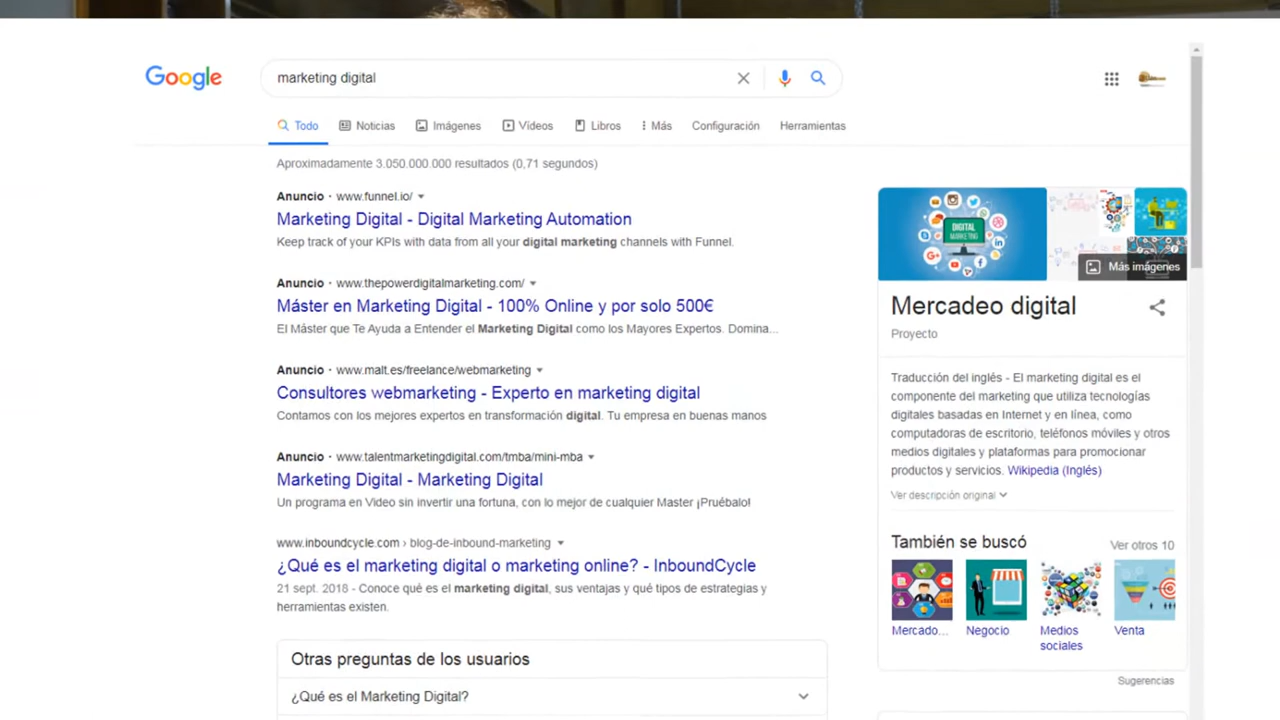 Google
marketing digital
Todo Noticias Imágenes Vídeos Libros Más Configuración Herramientas
Aproximadamente 3.050.000.000 resultados (0,71 segundos)
Anuncio · www.funnel.io/
Marketing Digital - Digital Marketing Automation
Keep track of your KPIs with data from all your digital marketing channels with Funnel.
Anuncio · www.thepowerdigitalmarketing.com/
Máster en Marketing Digital - 100% Online y por solo 500€
El Máster que Te Ayuda a Entender el Marketing Digital como los Mayores Expertos. Domina...
Anuncio · www.malt.es/freelance/webmarketing
Consultores webmarketing - Experto en marketing digital
Contamos con los mejores expertos en transformación digital. Tu empresa en buenas manos
Anuncio · www.talentmarketingdigital.com/tmba/mini-mba
Marketing Digital - Marketing Digital
Un programa en Video sin invertir una fortuna, con lo mejor de cualquier Master ¡Pruébalo!
www.inboundcycle.com › blog-de-inbound-marketing
¿Qué es el marketing digital o marketing online? - InboundCycle
21 sept. 2018 - Conoce qué es el marketing digital, sus ventajas y qué tipos de estrategias y
herramientas existen.
Otras preguntas de los usuarios
¿Qué es el Marketing Digital?
DIGITAL
MARKETING
Más imágenes
Mercadeo digital
Proyecto
Traducción del inglés - El marketing digital es el
componente del marketing que utiliza tecnologías
digitales basadas en Internet y en línea, como
computadoras de escritorio, teléfonos móviles y otros
medios digitales y plataformas para promocionar
productos y servicios. Wikipedia (Inglés)
Ver descripción original
También se buscó Ver otros 10
Mercado... Negocio Medios Venta
sociales
Sugerencias